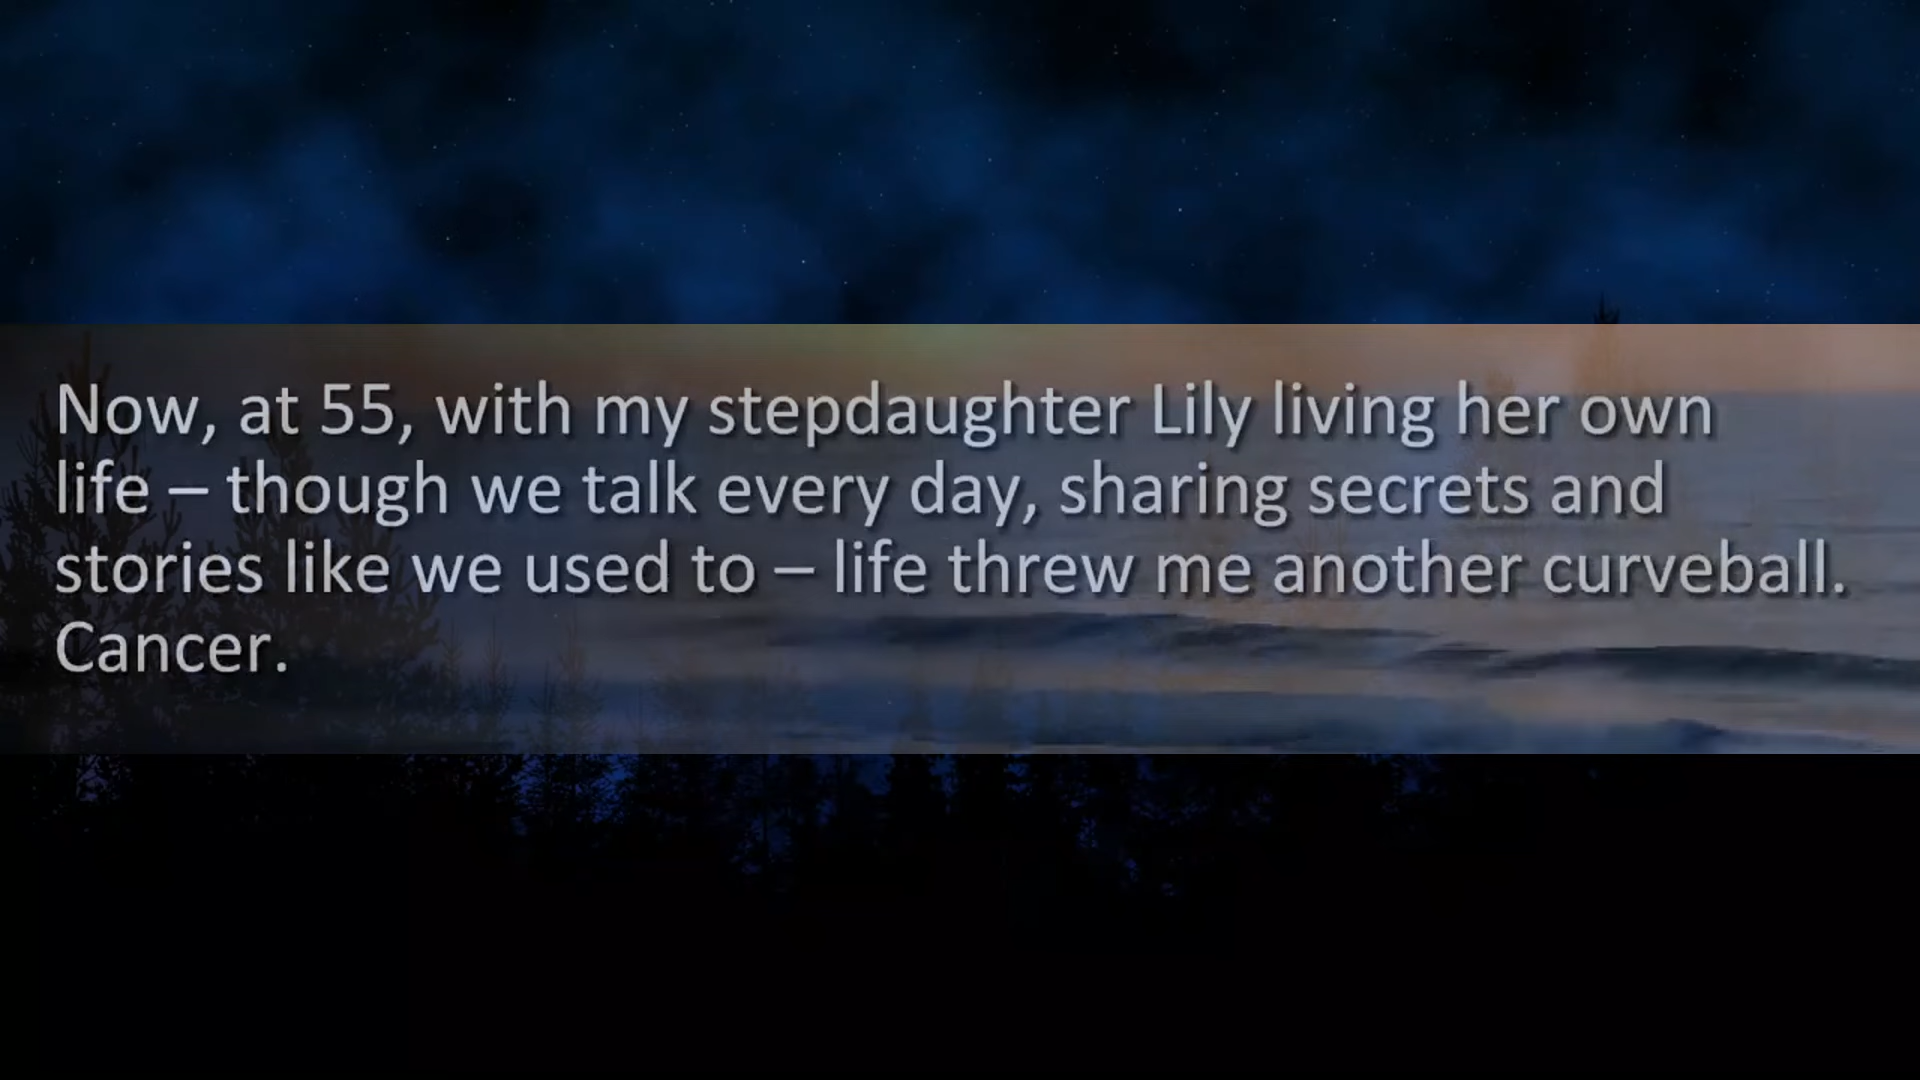 Now, at 55, with my stepdaughter Lily living her own
life – though we talk every day, sharing secrets and
stories like we used to – life threw me another curveball.
Cancer.